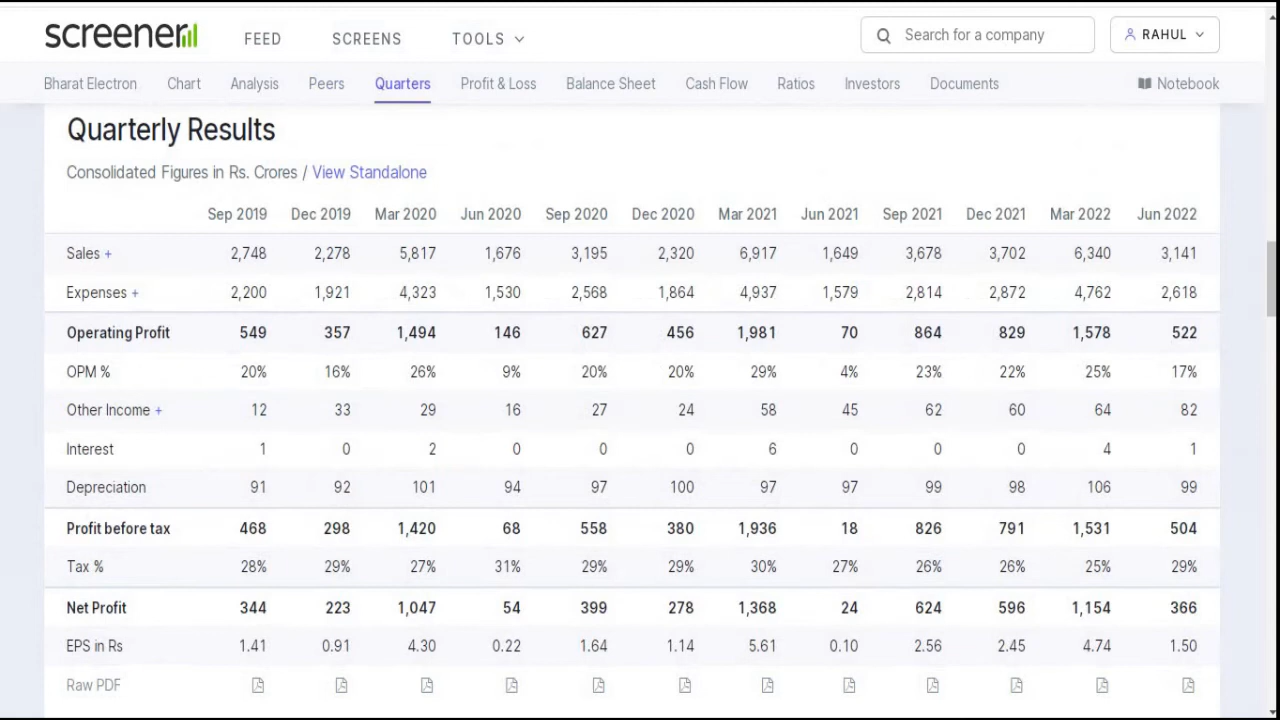 screener FEED SCREENS TOOLS Search for a company RAHUL
Bharat Electron Chart Analysis Peers Quarters Profit & Loss Balance Sheet Cash Flow Ratios Investors Documents Notebook
Quarterly Results
Consolidated Figures in Rs. Crores / View Standalone
Sep 2019 Dec 2019 Mar 2020 Jun 2020 Sep 2020 Dec 2020 Mar 2021 Jun 2021 Sep 2021 Dec 2021 Mar 2022 Jun 2022
Sales + 2,748 2,278 5,817 1,676 3,195 2,320 6,917 1,649 3,678 3,702 6,340 3,141
Expenses + 2,200 1,921 4,323 1,530 2,568 1,864 4,937 1,579 2,814 2,872 4,762 2,618
Operating Profit 549 357 1,494 146 627 456 1,981 70 864 829 1,578 522
OPM % 20% 16% 26% 9% 20% 20% 29% 4% 23% 22% 25% 17%
Other Income + 12 33 29 16 27 24 58 45 62 60 64 82
Interest 1 0 2 0 0 0 6 0 0 0 4 1
Depreciation 91 92 101 94 97 100 97 97 99 98 106 99
Profit before tax 468 298 1,420 68 558 380 1,936 18 826 791 1,531 504
Tax % 28% 29% 27% 31% 29% 29% 30% 27% 26% 26% 25% 29%
Net Profit 344 223 1,047 54 399 278 1,368 24 624 596 1,154 366
EPS in Rs 1.41 0.91 4.30 0.22 1.64 1.14 5.61 0.10 2.56 2.45 4.74 1.50
Raw PDF